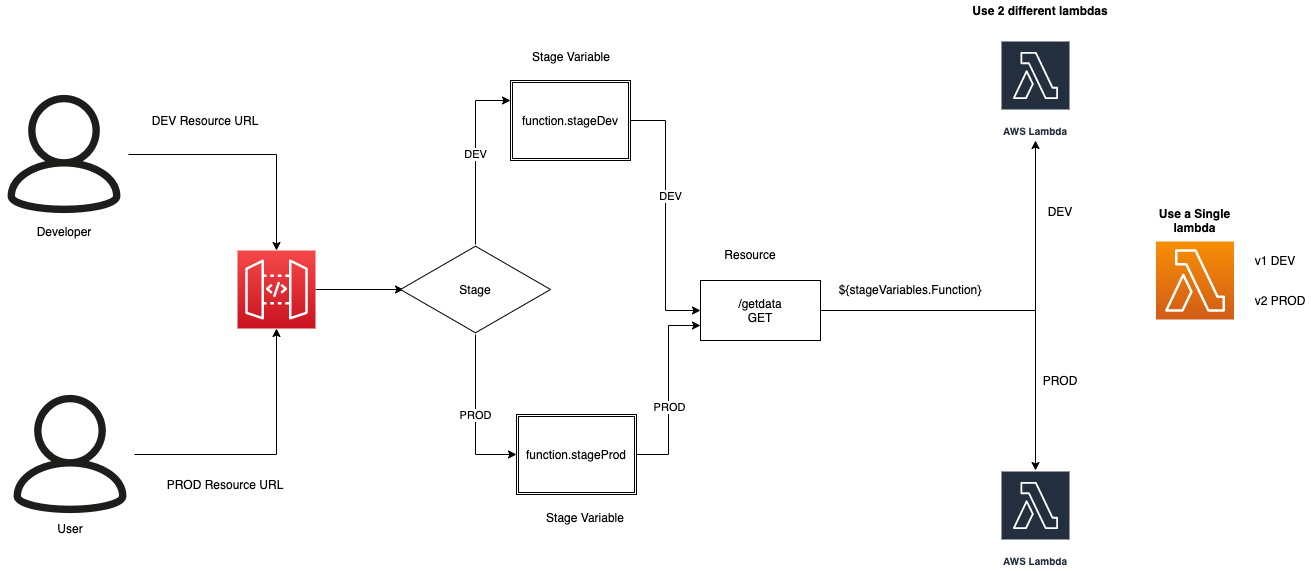 Use 2 different lambdas
Stage Variable
DEV Resource URL
function.stageDev
AWS Lambda
DEV
DEV
DEV
Developer
Use a Single
lambda
Resource
v1 DEV
</>
Stage
${stageVariables.Function}
/getdata
GET
v2 PROD
PROD
PROD
PROD
function.stageProd
PROD Resource URL
Stage Variable
User
AWS Lambda